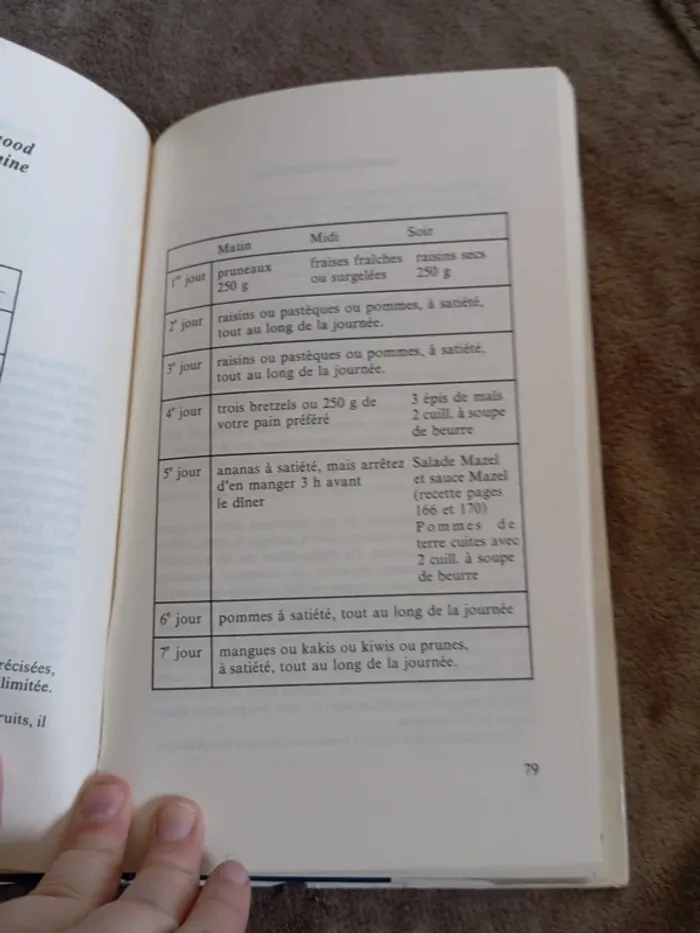 ood
ine
Matin Midi Soir
1er jour pruneaux 250 g fraises fraîches ou surgelées raisins secs 250 g
2e jour raisins ou pastèques ou pommes, à satiété,
tout au long de la journée.
3e jour raisins ou pastèques ou pommes, à satiété,
tout au long de la journée.
4e jour trois bretzels ou 250 g de
votre pain préféré
3 épis de maïs
2 cuill. à soupe
de beurre
5e jour ananas à satiété, mais arrêtez
d'en manger 3 h avant
le dîner
Salade Mazel
et sauce Mazel
(recette pages
166 et 170)
Pommes de
terre cuites avec
2 cuill. à soupe
de beurre
6e jour pommes à satiété, tout au long de la journée
7e jour mangues ou kakis ou kiwis ou prunes,
à satiété, tout au long de la journée.
récisées,
limitée.
ruits, il
79